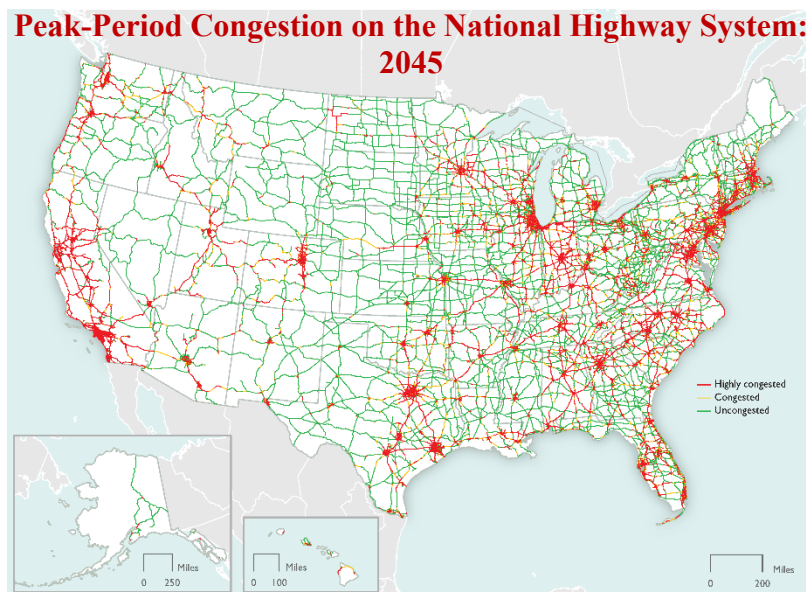 Peak-Period Congestion on the National Highway System:
2045
Highly congested
Congested
Uncongested
Miles
0 250
Miles
0 100
Miles
0 200